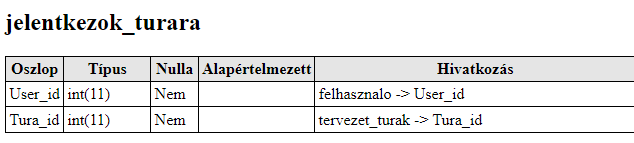 jelentkezok_turara
Oszlop Típus Nulla Alapértelmezett Hivatkozás
User_id int(11) Nem felhasznalo -> User_id
Tura_id int(11) Nem tervezet_turak -> Tura_id